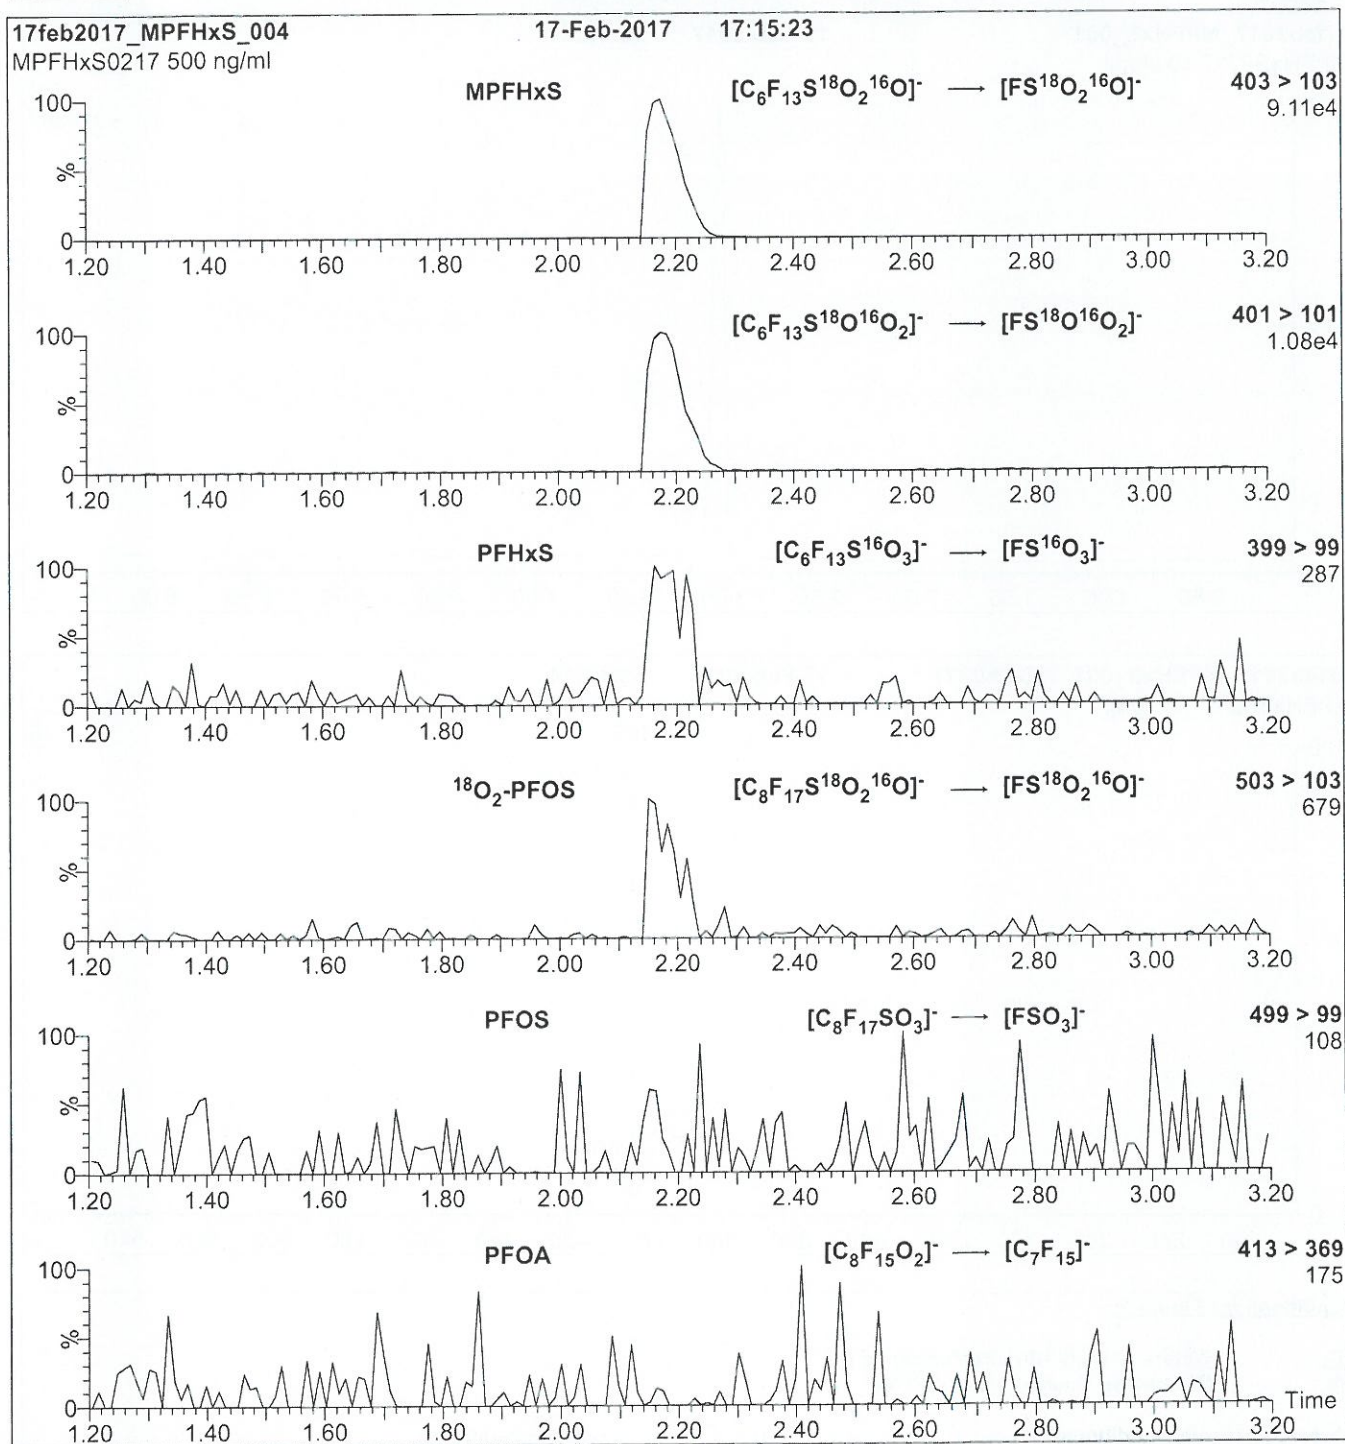 17feb2017_MPFHxS_004 17-Feb-2017 17:15:23
MPFHxS0217 500 ng/ml
MPFHxS [C₆F₁₃S¹⁸O₂¹⁶O]⁻ → [FS¹⁸O₂¹⁶O]⁻ 403 > 103
9.11e4
100
%
0
1.20 1.40 1.60 1.80 2.00 2.20 2.40 2.60 2.80 3.00 3.20
[C₆F₁₃S¹⁸O¹⁶O₂]⁻ → [FS¹⁸O¹⁶O₂]⁻ 401 > 101
1.08e4
100
%
0
1.20 1.40 1.60 1.80 2.00 2.20 2.40 2.60 2.80 3.00 3.20
PFHxS [C₆F₁₃S¹⁶O₃]⁻ → [FS¹⁶O₃]⁻ 399 > 99
287
100
%
0
1.20 1.40 1.60 1.80 2.00 2.20 2.40 2.60 2.80 3.00 3.20
¹⁸O₂-PFOS [C₈F₁₇S¹⁸O₂¹⁶O]⁻ → [FS¹⁸O₂¹⁶O]⁻ 503 > 103
679
100
%
0
1.20 1.40 1.60 1.80 2.00 2.20 2.40 2.60 2.80 3.00 3.20
PFOS [C₈F₁₇SO₃]⁻ → [FSO₃]⁻ 499 > 99
108
100
%
0
1.20 1.40 1.60 1.80 2.00 2.20 2.40 2.60 2.80 3.00 3.20
PFOA [C₈F₁₅O₂]⁻ → [C₇F₁₅]⁻ 413 > 369
175
100
%
0
Time
1.20 1.40 1.60 1.80 2.00 2.20 2.40 2.60 2.80 3.00 3.20